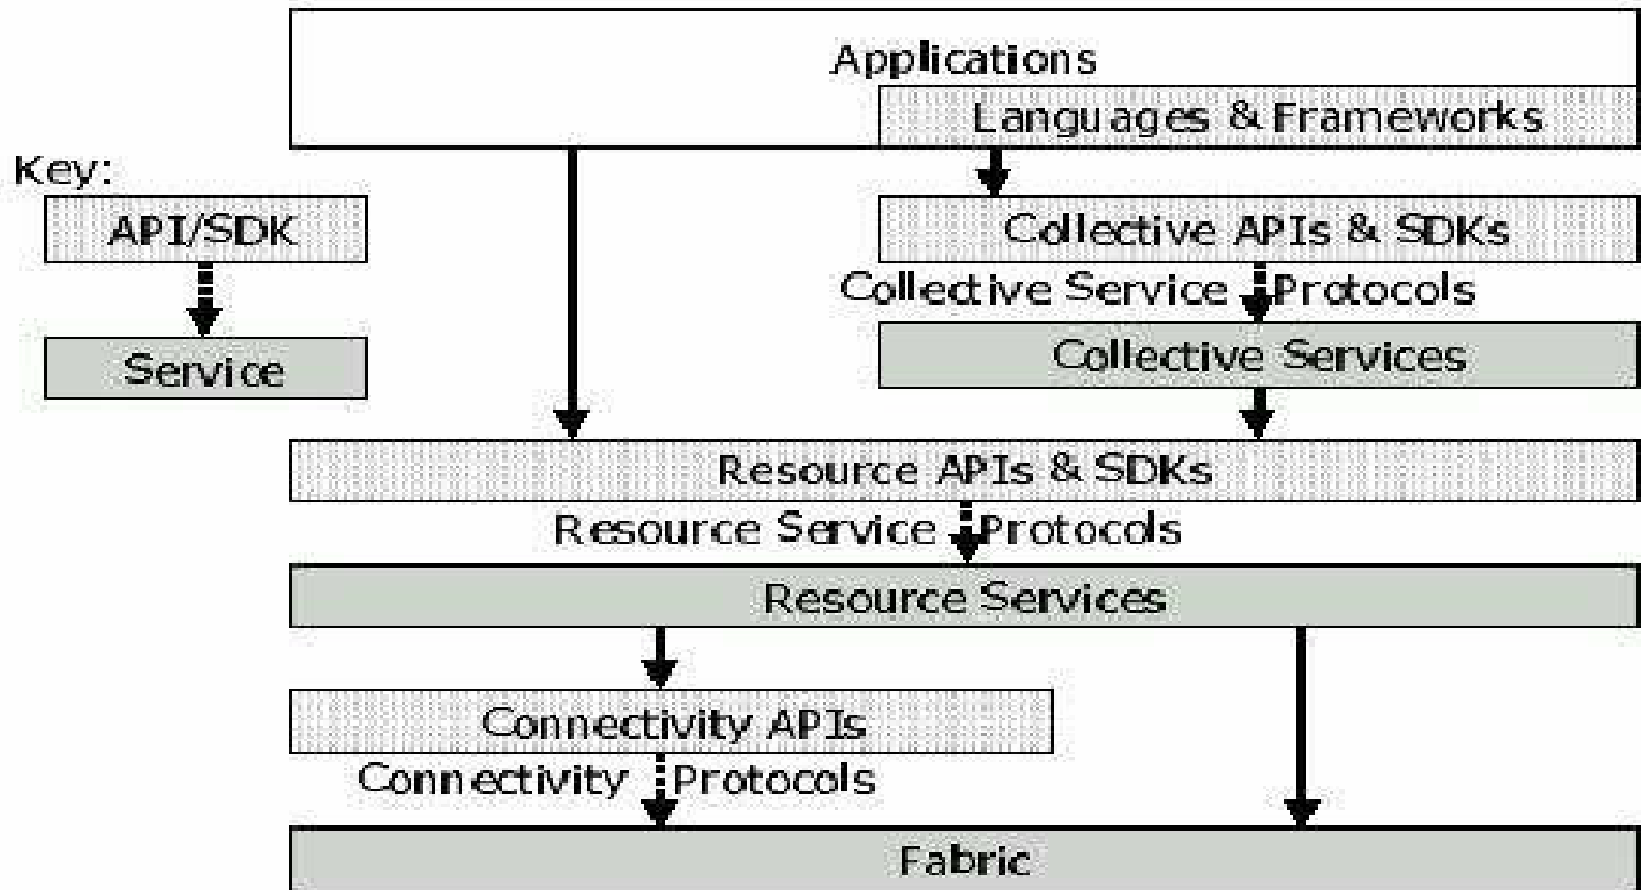 Applications
Languages & Frameworks
Key:
API/SDK
Collective APIs & SDKs
Collective Service Protocols
Service
Collective Services
Resource APIs & SDKs
Resource Service Protocols
Resource Services
Connectivity APIs
Connectivity Protocols
Fabric